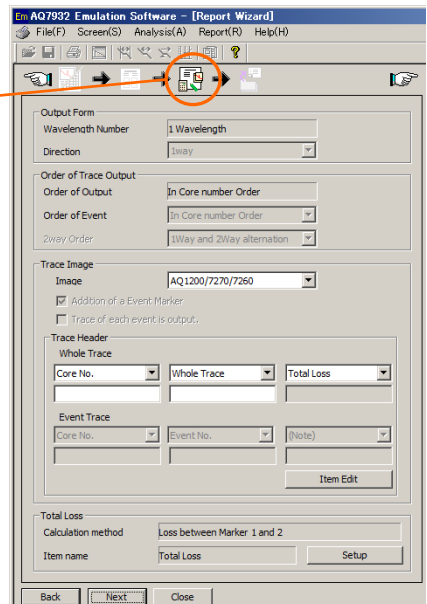 Em AQ7932 Emulation Software - [Report Wizard]
File(F) Screen(S) Analysis(A) Report(R) Help(H)
Output Form
Wavelength Number 1 Wavelength
Direction 1way
Order of Trace Output
Order of Output In Core number Order
Order of Event In Core number Order
2way Order 1Way and 2Way alternation
Trace Image
Image AQ1200/7270/7260
Addition of a Event Marker
Trace of each event is output.
Trace Header
Whole Trace
Core No. Whole Trace Total Loss
Event Trace
Core No. Event No. (Note)
Item Edit
Total Loss
Calculation method Loss between Marker 1 and 2
Item name Total Loss Setup
Back Next Close